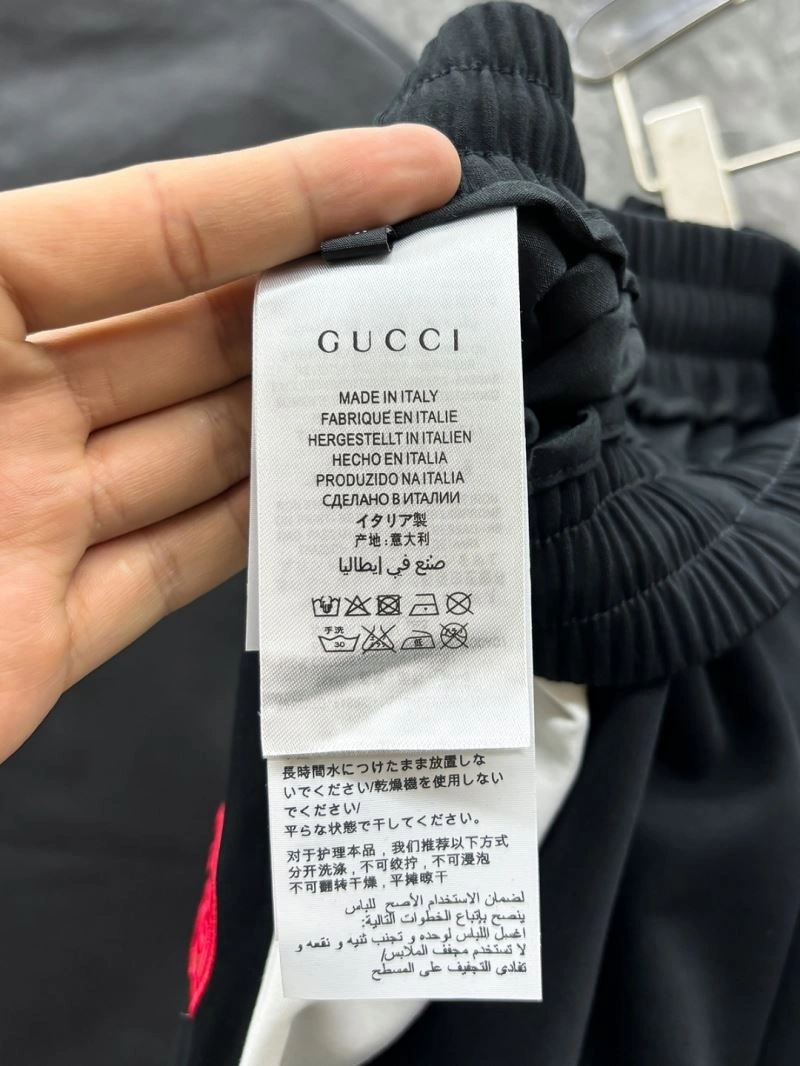 GUCCI
MADE IN ITALY
FABRIQUÉ EN ITALIE
HERGESTELLT IN ITALIEN
HECHO EN ITALIA
PRODUZIDO NA ITALIA
СДЕЛАНО В ИТАЛИИ
イタリア製
产地:意大利
صنع في إيطاليا
手洗
30
低
長時間水につけたまま放置しな
いでください/乾燥機を使用しない
でください/
平らな状態で干してください。
对于护理本品，我们推荐以下方式
分开洗涤，不可绞拧，不可浸泡
不可翻转干燥，平摊晾干
لضمان الاستخدام الأصح للباس
ينصح بإتباع الخطوات التالية:
اغسل اللباس لوحده و تجنب ثنيه و نقعه و
لا تستخدم مجفف الملابس/
تفادى التجفيف على المسطح